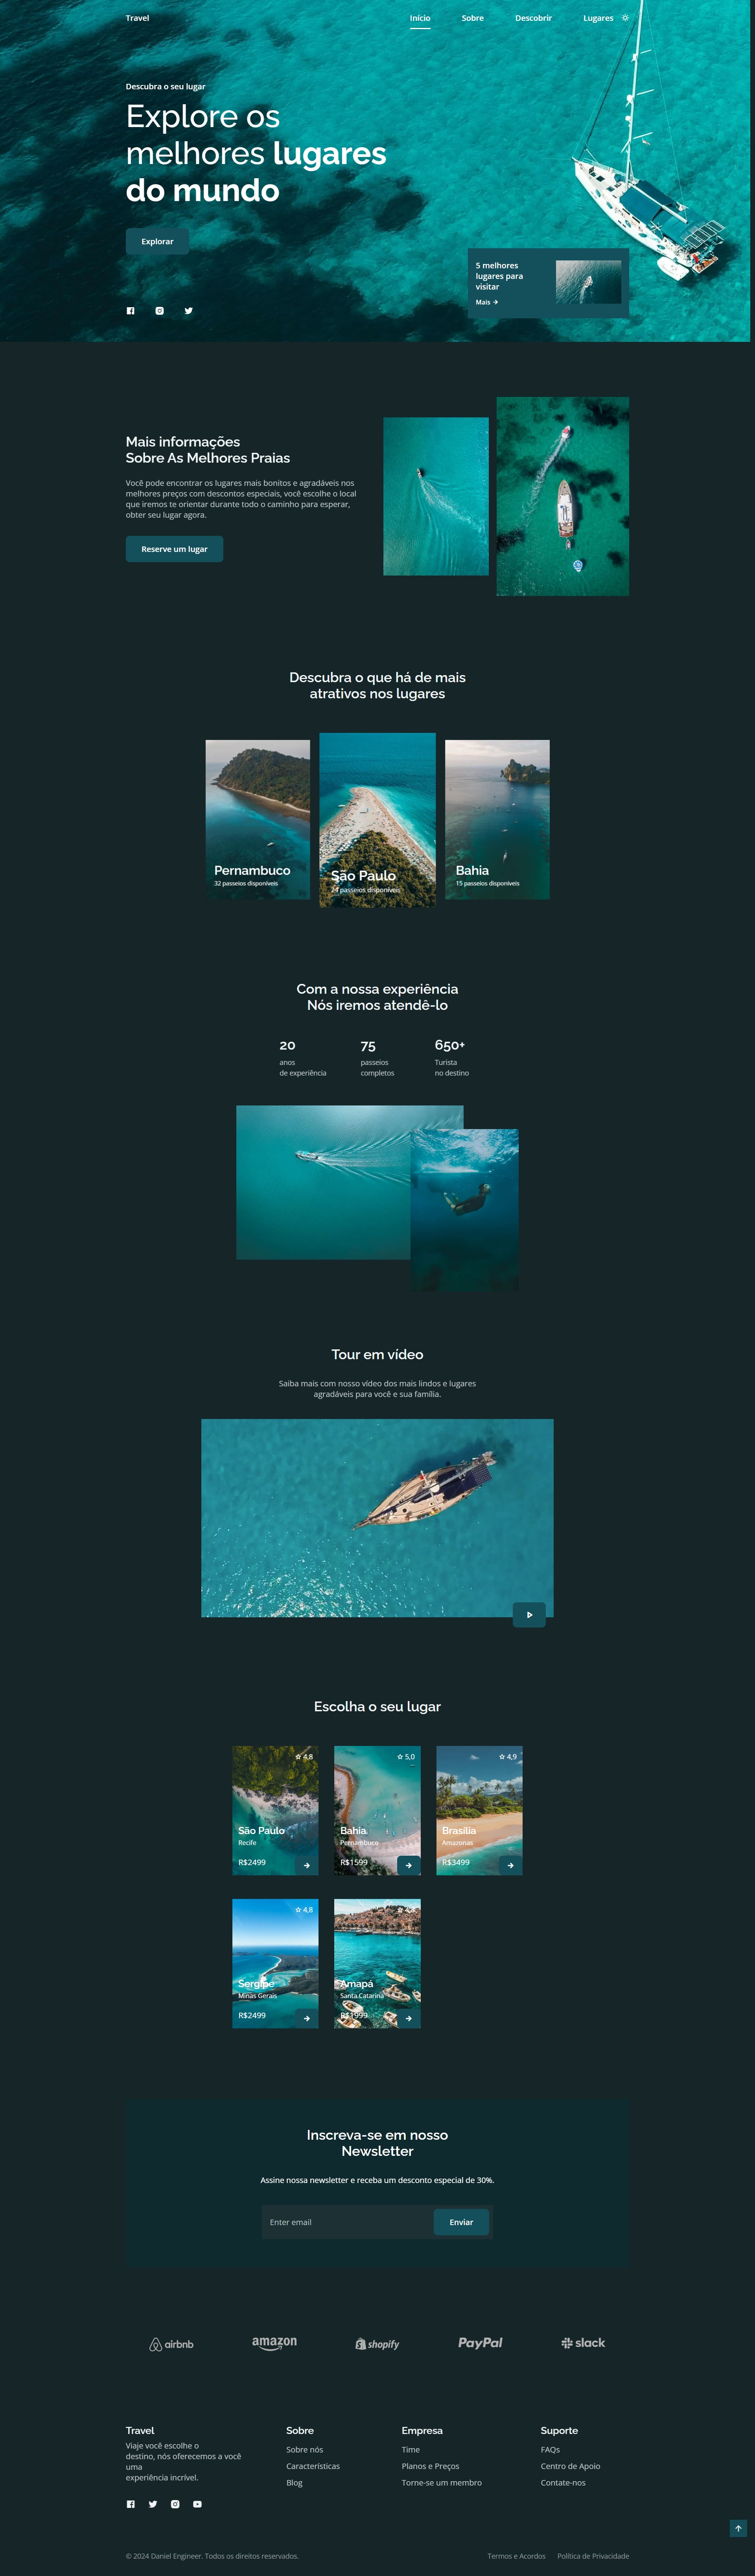 Travel
Início
Sobre
Descobrir
Lugares
Descubra o seu lugar
Explore os
melhores lugares
do mundo
Explorar
5 melhores
lugares para
visitar
Mais
Mais informações
Sobre As Melhores Praias
Você pode encontrar os lugares mais bonitos e agradáveis nos
melhores preços com descontos especiais, você escolhe o local
que iremos te orientar durante todo o caminho para esperar,
obter seu lugar agora.
Reserve um lugar
Descubra o que há de mais
atrativos nos lugares
Pernambuco
32 passeios disponíveis
São Paulo
24 passeios disponíveis
Bahia
15 passeios disponíveis
Com a nossa experiência
Nós iremos atendê-lo
20
anos
de experiência
75
passeios
completos
650+
Turista
no destino
Tour em vídeo
Saiba mais com nosso vídeo dos mais lindos e lugares
agradáveis para você e sua família.
Escolha o seu lugar
4,8
São Paulo
Recife
R$2499
5,0
Bahia
Pernambuco
R$1599
4,9
Brasília
Amazonas
R$3499
4,8
Sergipe
Minas Gerais
R$2499
Amapá
Santa Catarina
R$1999
Inscreva-se em nosso
Newsletter
Assine nossa newsletter e receba um desconto especial de 30%.
Enter email
Enviar
airbnb
amazon
shopify
PayPal
slack
Travel
Viaje você escolhe o
destino, nós oferecemos a você
uma
experiência incrível.
Sobre
Sobre nós
Características
Blog
Empresa
Time
Planos e Preços
Torne-se um membro
Suporte
FAQs
Centro de Apoio
Contate-nos
© 2024 Daniel Engineer. Todos os direitos reservados.
Termos e Acordos
Política de Privacidade